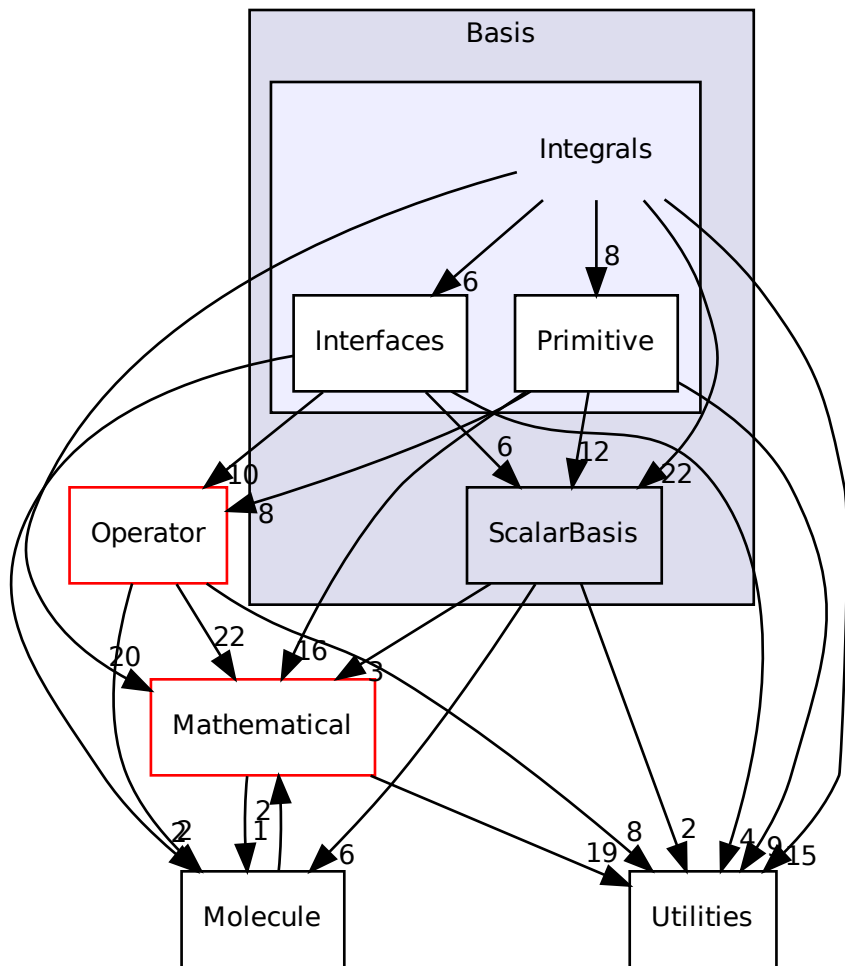 Basis
Integrals
6
8
Interfaces
Primitive
6
12
22
10
8
Operator
ScalarBasis
20
22
16
3
Mathematical
2
1
2
2
6
19
8
2
4
9
15
Molecule
Utilities